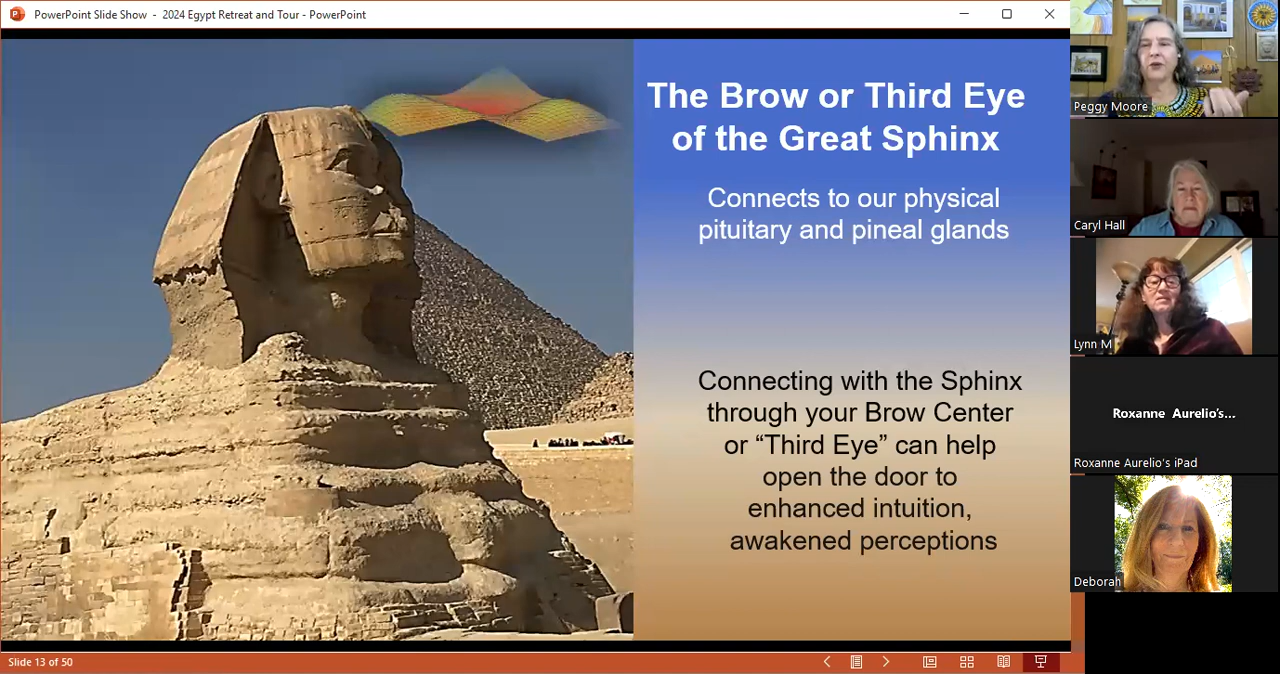 PowerPoint Slide Show - 2024 Egypt Retreat and Tour - PowerPoint
The Brow or Third Eye
of the Great Sphinx
Connects to our physical
pituitary and pineal glands
Connecting with the Sphinx
through your Brow Center
or “Third Eye” can help
open the door to
enhanced intuition,
awakened perceptions
Slide 13 of 50
Peggy Moore
Caryl Hall
Lynn M
Roxanne Aurelio's...
Roxanne Aurelio's iPad
Deborah